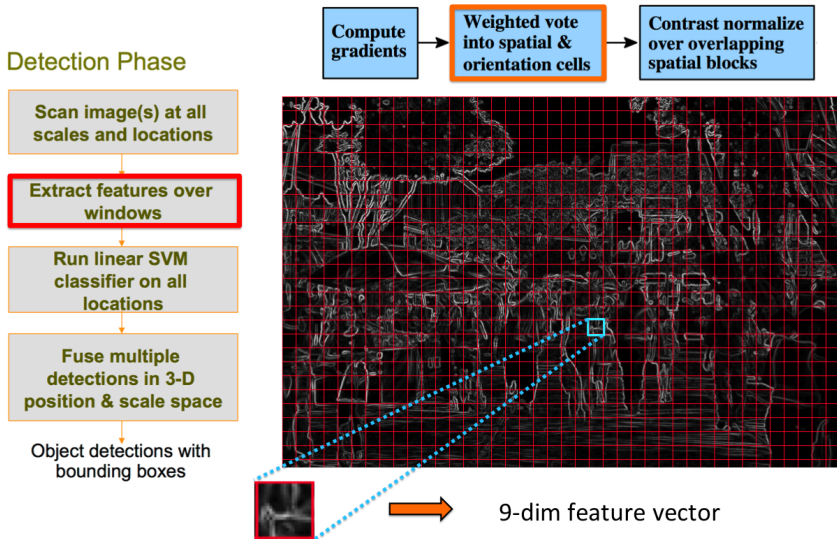 Compute
gradients
Weighted vote
into spatial &
orientation cells
Contrast normalize
over overlapping
spatial blocks
Detection Phase
Scan image(s) at all
scales and locations
Extract features over
windows
Run linear SVM
classifier on all
locations
Fuse multiple
detections in 3-D
position & scale space
Object detections with
bounding boxes
9-dim feature vector